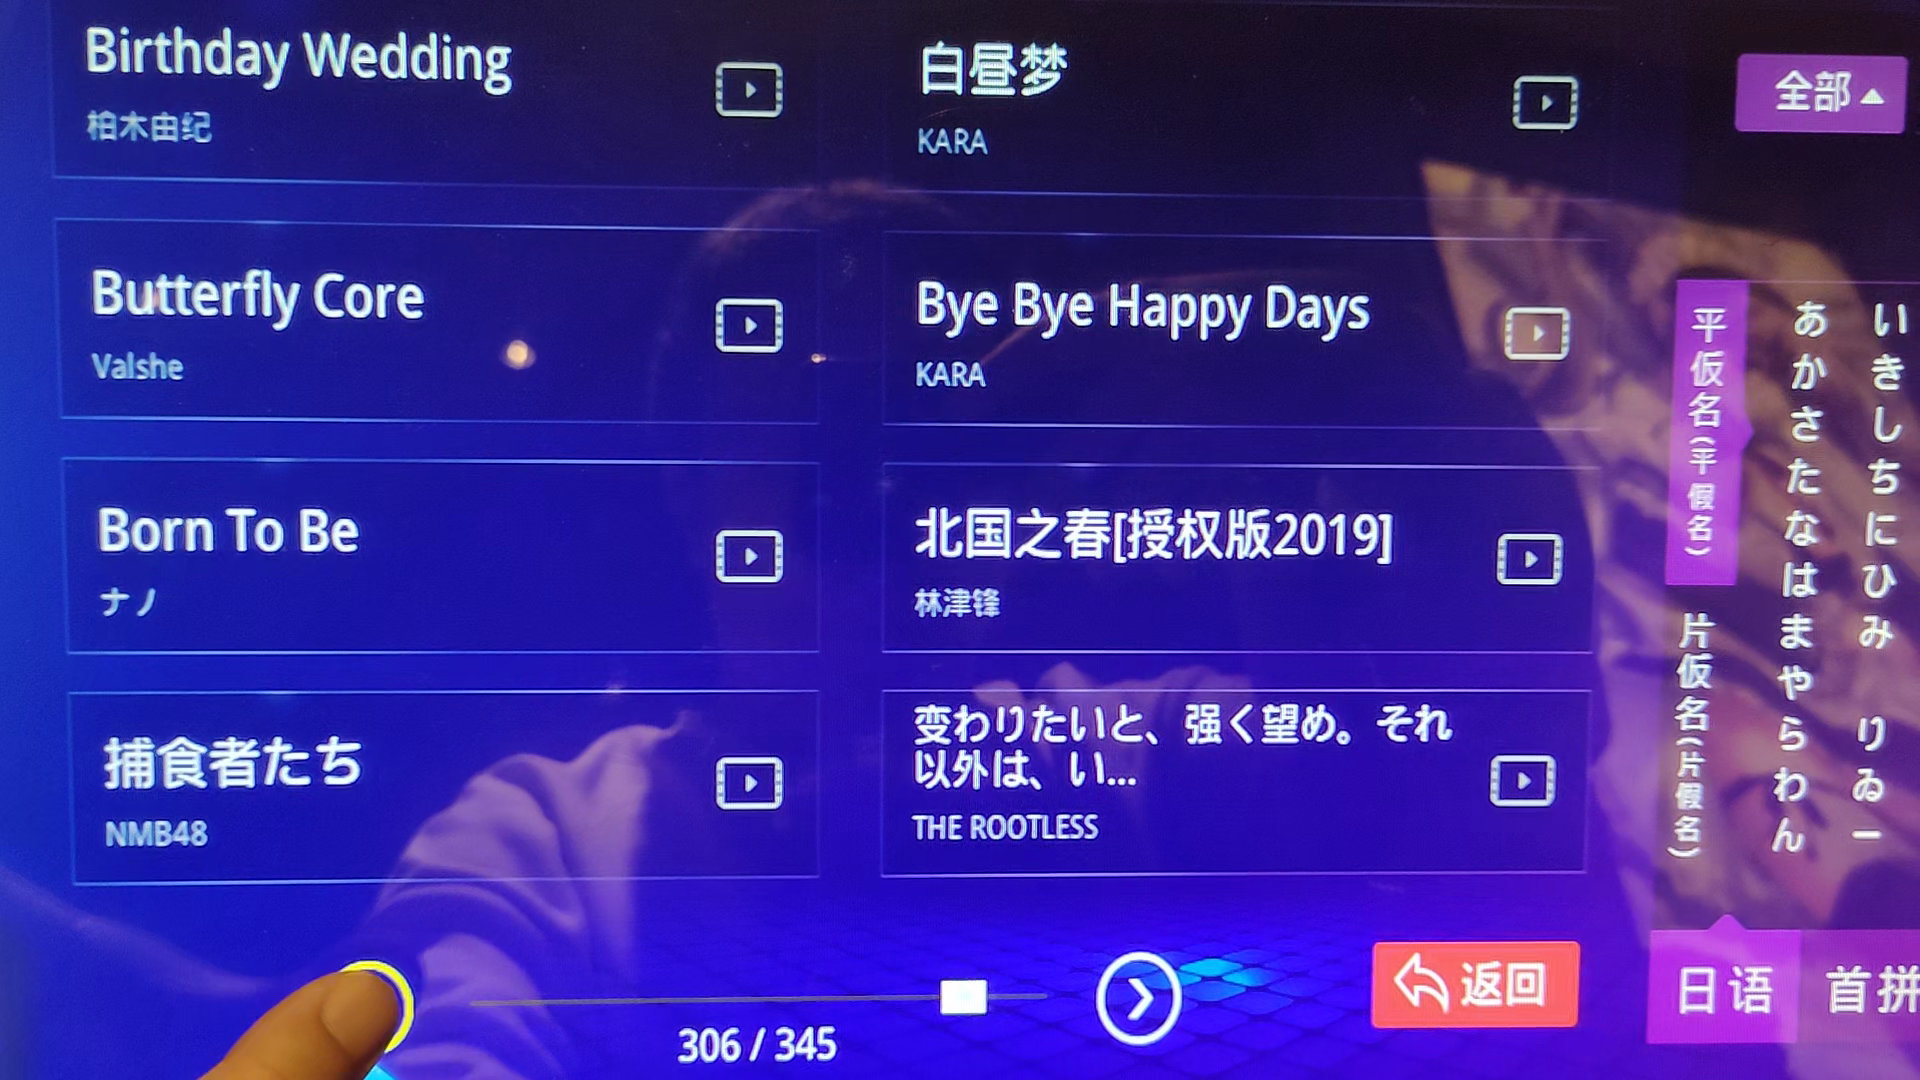 Birthday Wedding
柏木由纪
白昼梦
KARA
Butterfly Core
Valshe
Bye Bye Happy Days
KARA
Born To Be
ナノ
北国之春[授权版2019]
林津锋
捕食者たち
NMB48
変わりたいと、强く望め。それ
以外は、い...
THE ROOTLESS
306 / 345
返回
全部
平仮名(平假名)
片仮名(片假名)
あかさたなはまやらわん
いきしちにひみ りゐー
日语
首拼